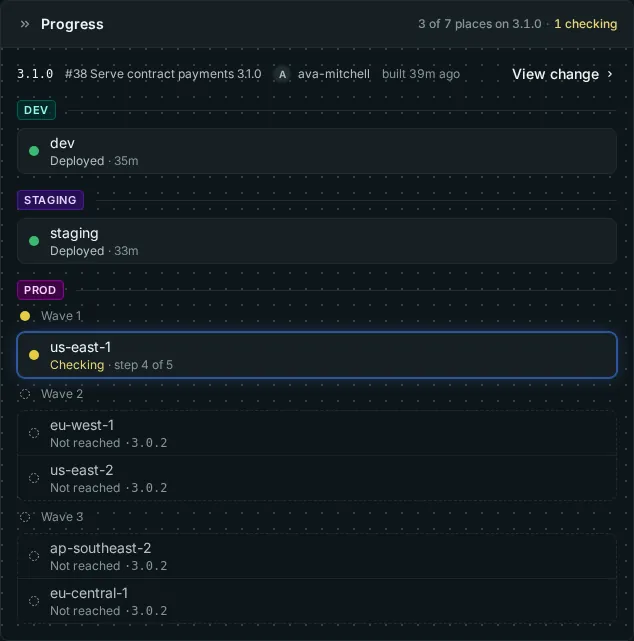 » Progress 3 of 7 places on 3.1.0 · 1 checking
3.1.0 #38 Serve contract payments 3.1.0 A ava-mitchell built 39m ago View change ›
DEV
dev
Deployed · 35m
STAGING
staging
Deployed · 33m
PROD
Wave 1
us-east-1
Checking · step 4 of 5
Wave 2
eu-west-1
Not reached · 3.0.2
us-east-2
Not reached · 3.0.2
Wave 3
ap-southeast-2
Not reached · 3.0.2
eu-central-1
Not reached · 3.0.2